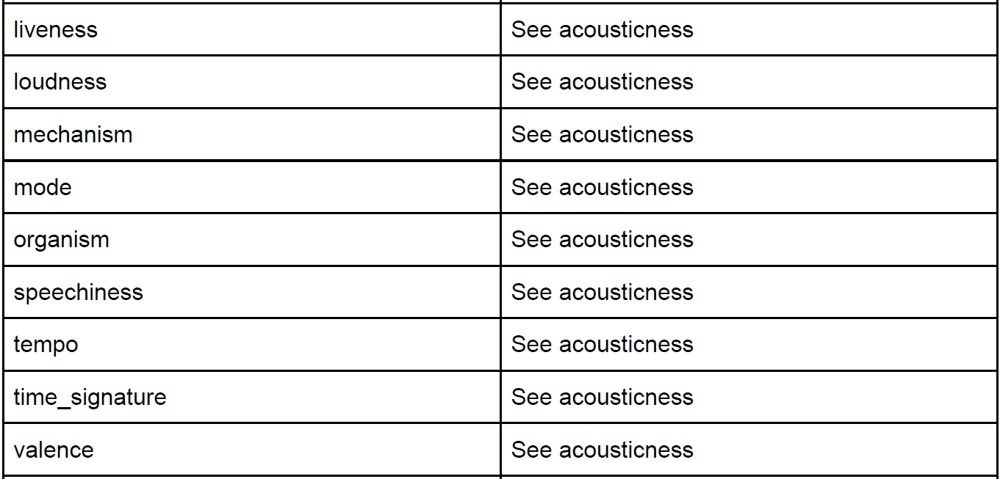 liveness See acousticness
loudness See acousticness
mechanism See acousticness
mode See acousticness
organism See acousticness
speechiness See acousticness
tempo See acousticness
time_signature See acousticness
valence See acousticness